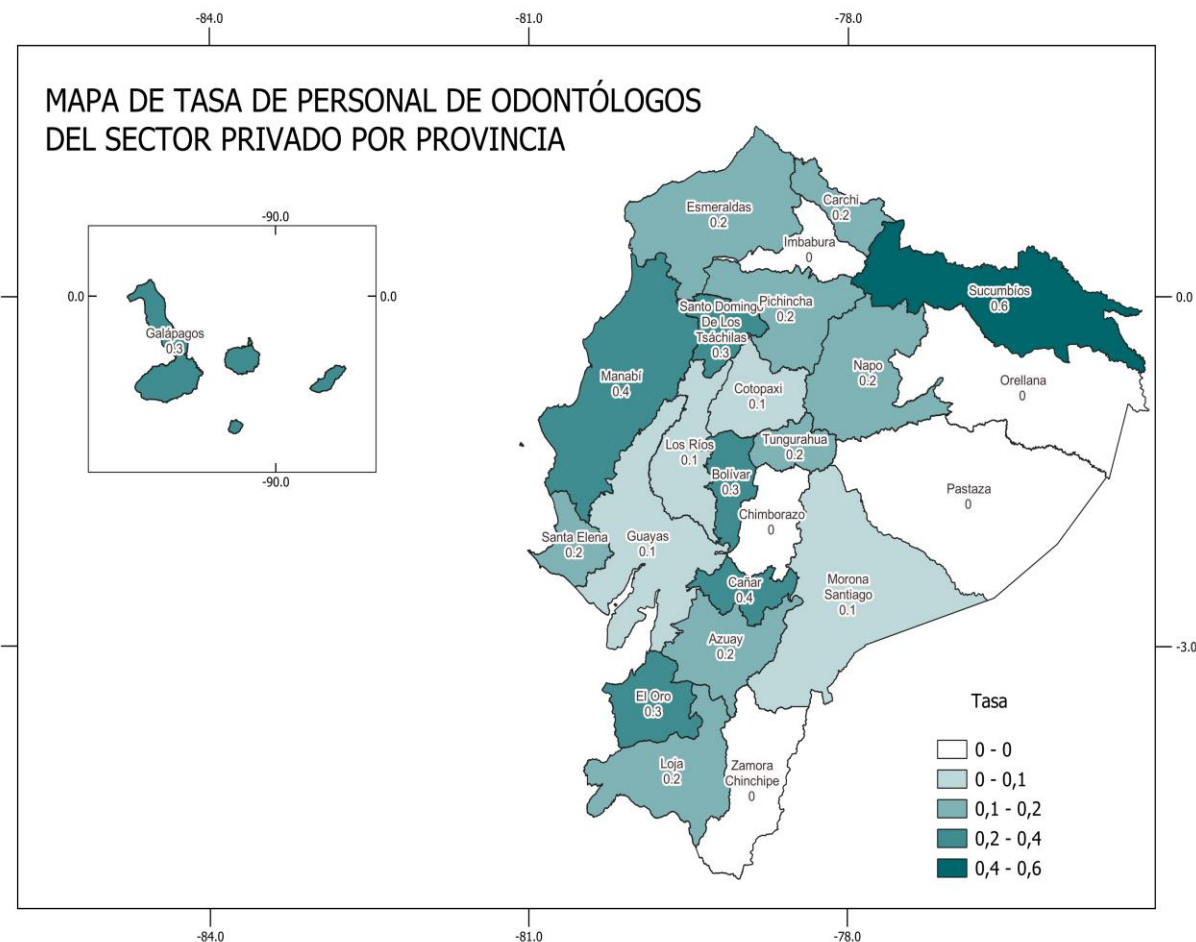 -84.0
-81.0
-78.0
MAPA DE TASA DE PERSONAL DE ODONTÓLOGOS
DEL SECTOR PRIVADO POR PROVINCIA
-90.0
0.0
0.0
Galápagos
0.3
-90.0
Esmeraldas
0.2
Carchi
0.2
Imbabura
0
Sucumbíos
0.6
0.0
Santo Domingo
De Los
Tsáchilas
0.3
Pichincha
0.2
Manabí
0.4
Cotopaxi
0.1
Napo
0.2
Orellana
0
Los Ríos
0.1
Tungurahua
0.2
Bolívar
0.3
Pastaza
0
Chimborazo
0
Santa Elena
0.2
Guayas
0.1
Cañar
0.4
Morona
Santiago
0.1
Azuay
0.2
-3.0
El Oro
0.3
Loja
0.2
Zamora
Chinchipe
0
Tasa
0 - 0
0 - 0,1
0,1 - 0,2
0,2 - 0,4
0,4 - 0,6
-84.0
-81.0
-78.0